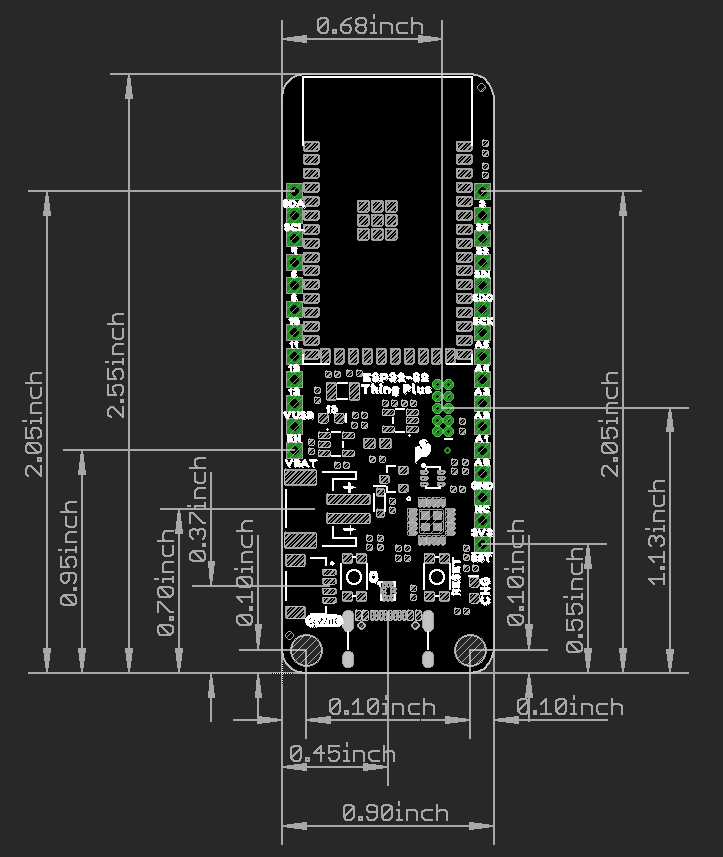 0.68inch
SDA
SCL
10
11
12
13
VUSB
EN
VBAT
SDI
SDO
SCK
A5
A4
A3
A2
A1
A0
GND
NC
3V3
RST
ESP32-S2
Thing Plus
13
+
-
0
RESET
CHG
Qwiic
2.55inch
2.05inch
2.05inch
0.95inch
0.70inch
0.37inch
0.10inch
0.10inch
0.55inch
1.13inch
0.10inch
0.10inch
0.45inch
0.90inch